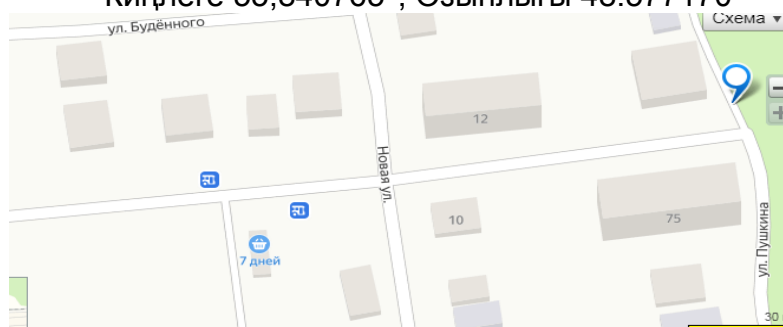 ул. Будённого
Схема
12
Новая ул.
10
75
7 дней
ул. Пушкина
30